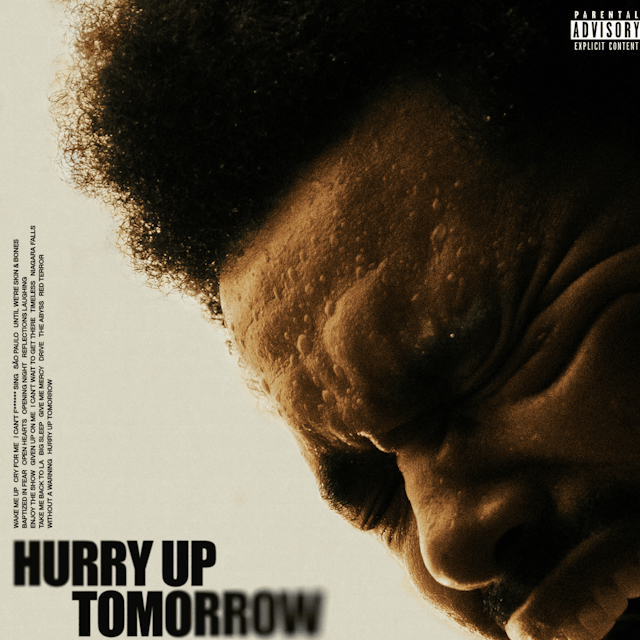 PARENTAL
ADVISORY
EXPLICIT CONTENT
WAKE ME UP CRY FOR ME I CAN'T F****** SING SÃO PAULO UNTIL WE'RE SKIN & BONES
BAPTIZED IN FEAR OPEN HEARTS OPENING NIGHT REFLECTIONS LAUGHING
ENJOY THE SHOW GIVEN UP ON ME I CAN'T WAIT TO GET THERE TIMELESS NIAGARA FALLS
TAKE ME BACK TO LA BIG SLEEP GIVE ME MERCY DRIVE THE ABYSS RED TERROR
WITHOUT A WARNING HURRY UP TOMORROW
HURRY UP
TOMORROW